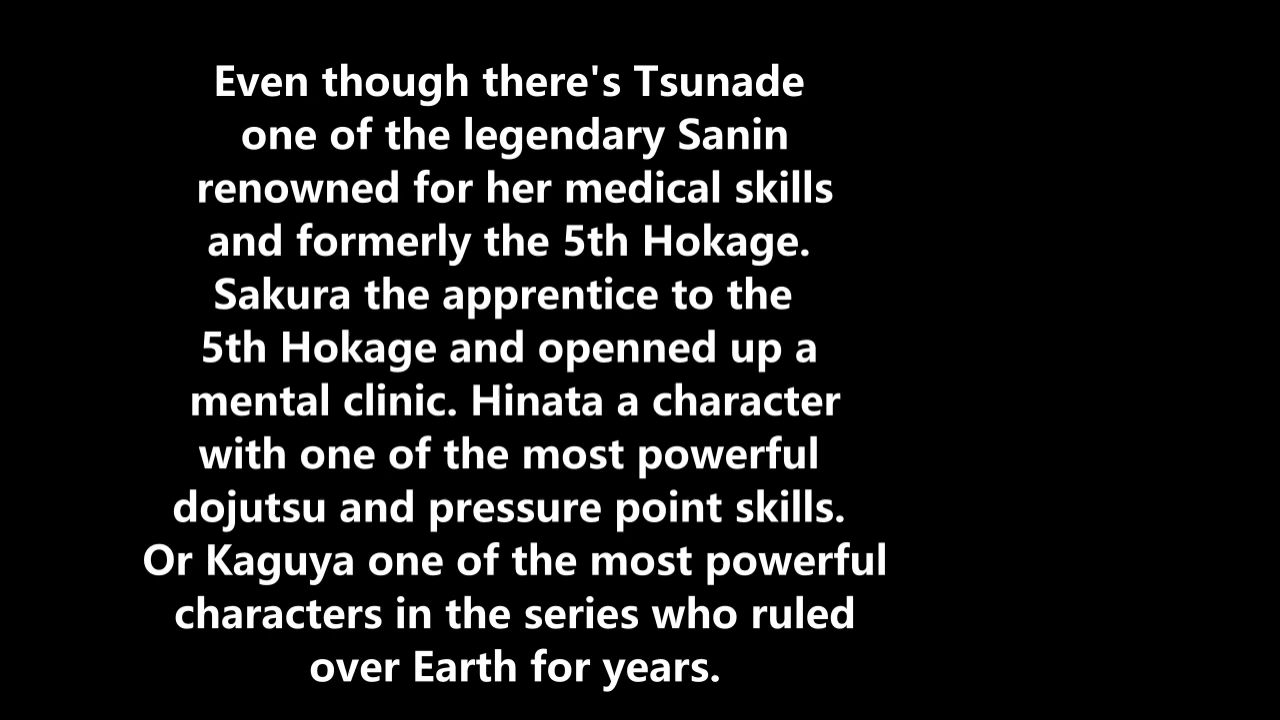 Even though there's Tsunade
one of the legendary Sanin
renowned for her medical skills
and formerly the 5th Hokage.
Sakura the apprentice to the
5th Hokage and openned up a
mental clinic. Hinata a character
with one of the most powerful
dojutsu and pressure point skills.
Or Kaguya one of the most powerful
characters in the series who ruled
over Earth for years.